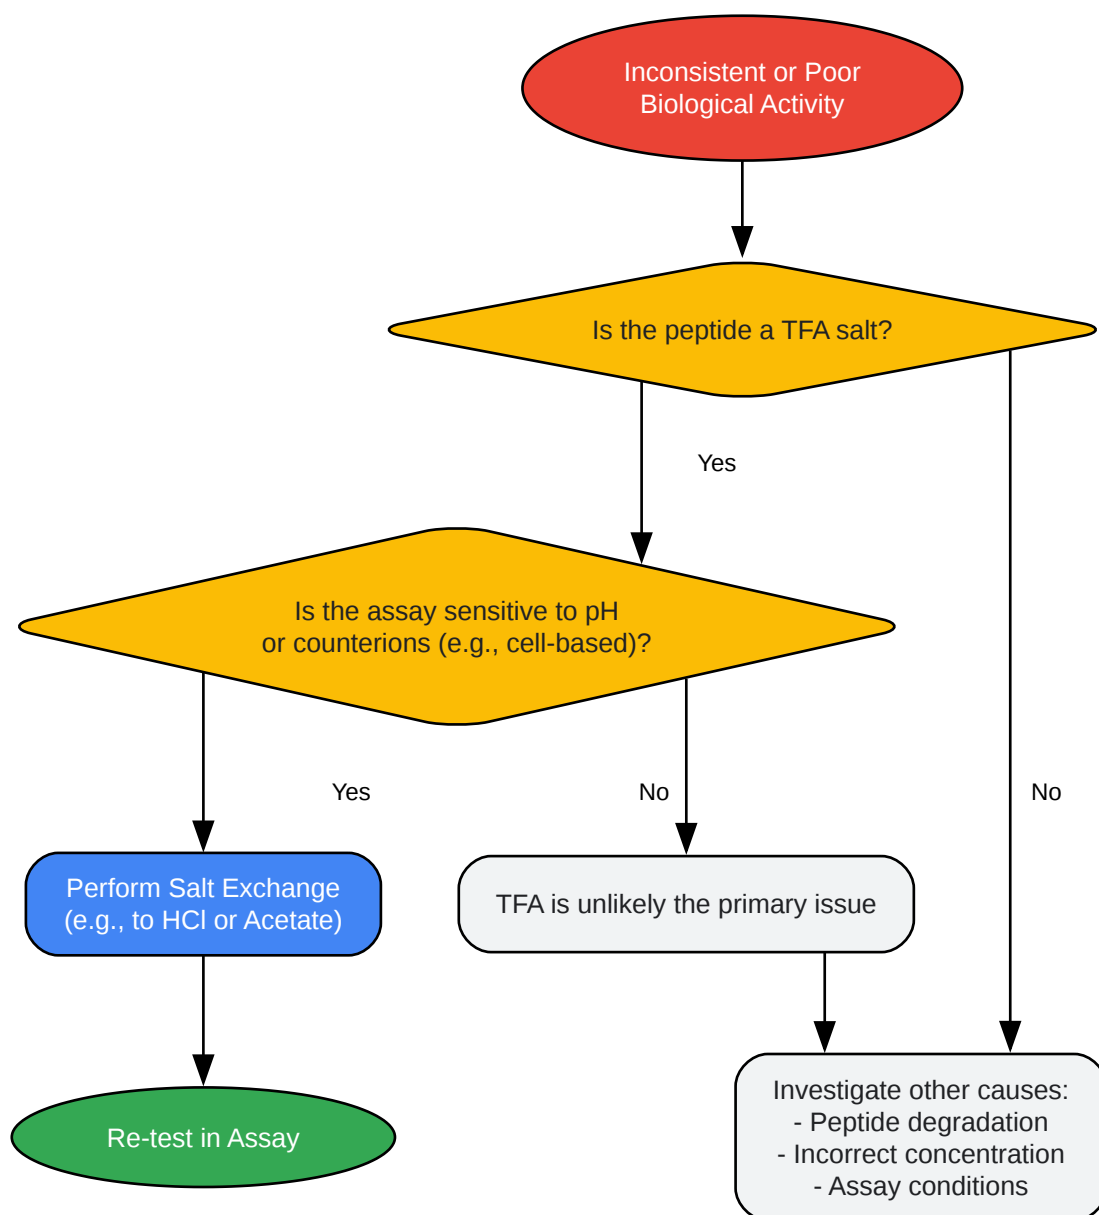 Inconsistent or Poor
Biological Activity
Is the peptide a TFA salt?
Yes
Is the assay sensitive to pH
or counterions (e.g., cell-based)?
Yes
No
No
Perform Salt Exchange
(e.g., to HCl or Acetate)
TFA is unlikely the primary issue
Re-test in Assay
Investigate other causes:
- Peptide degradation
- Incorrect concentration
- Assay conditions